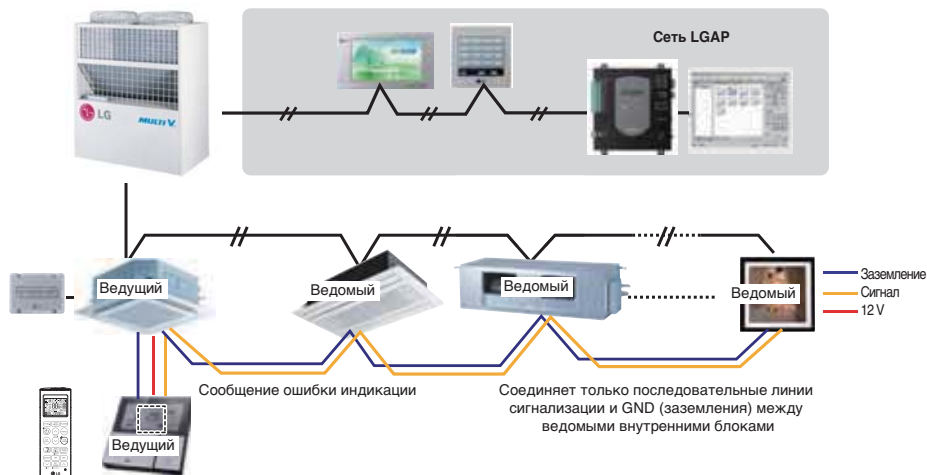 Сеть LGAP
LG
MULTI V.
Ведущий
Ведомый
Ведомый
Ведомый
Заземление
Сигнал
12 V
Сообщение ошибки индикации
Соединяет только последовательные линии
сигнализации и GND (заземления) между
ведомыми внутренними блоками
Ведущий
LG